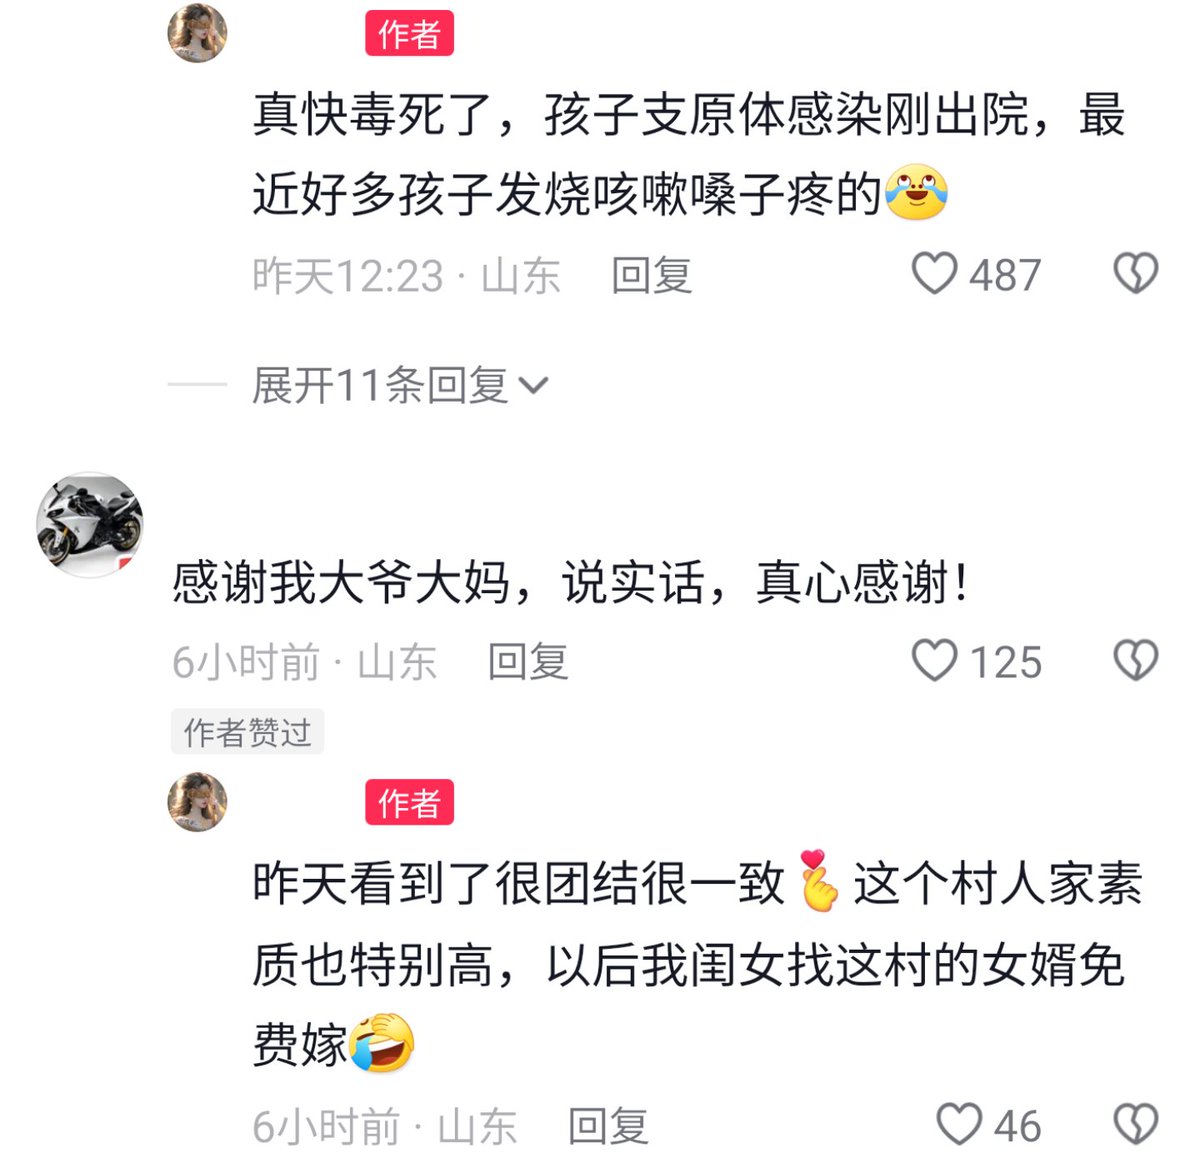 作者
真快毒死了，孩子支原体感染刚出院，最
近好多孩子发烧咳嗽嗓子疼的
昨天12:23 · 山东 回复 487
展开11条回复
感谢我大爷大妈，说实话，真心感谢！
6小时前 · 山东 回复 125
作者赞过
作者
昨天看到了很团结很一致 这个村人家素
质也特别高，以后我闺女找这村的女婿免
费嫁
6小时前 · 山东 回复 46